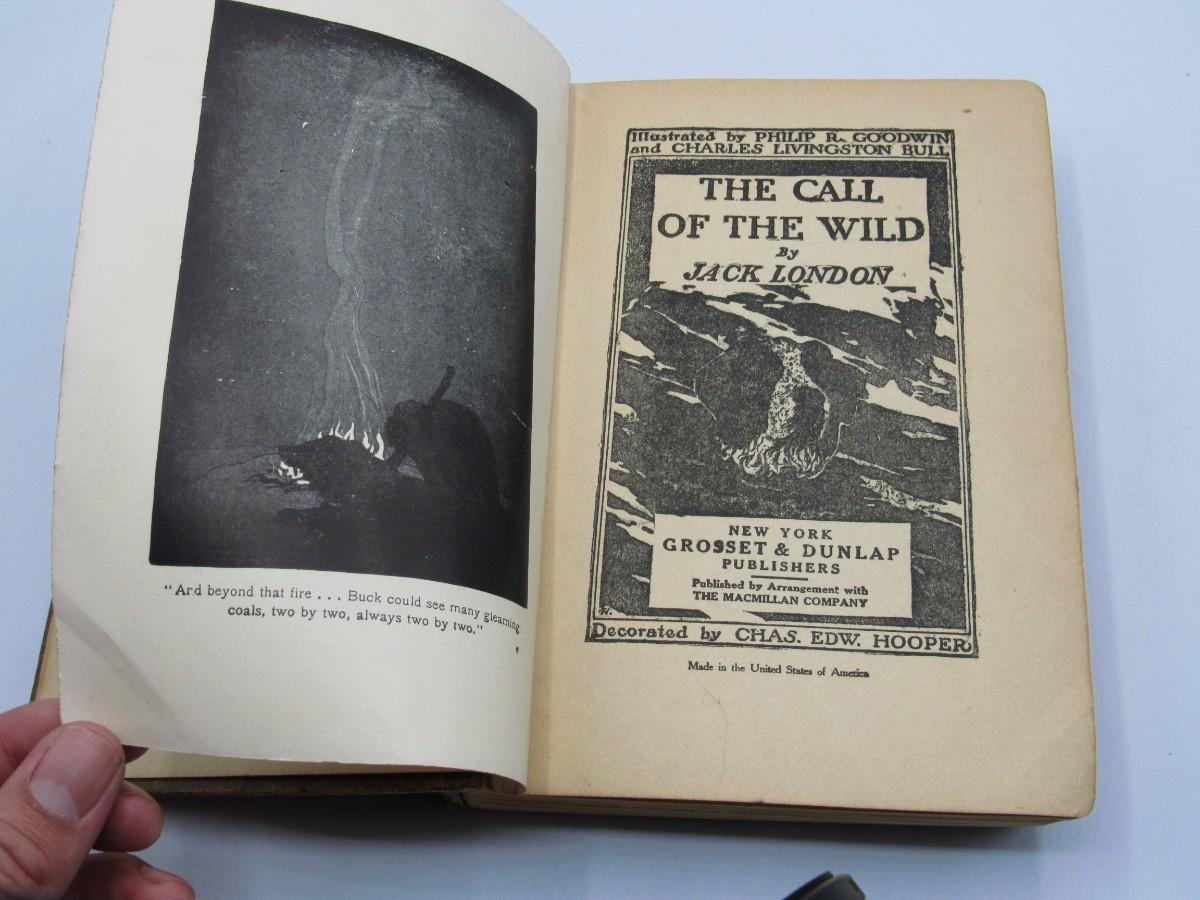 "And beyond that fire . . . Buck could see many gleaming
coals, two by two, always two by two."
Illustrated by PHILIP R. GOODWIN
and CHARLES LIVINGSTON BULL
THE CALL
OF THE WILD
By
JACK LONDON
NEW YORK
GROSSET & DUNLAP
PUBLISHERS
Published by Arrangement with
THE MACMILLAN COMPANY
Decorated by CHAS. EDW. HOOPER
Made in the United States of America